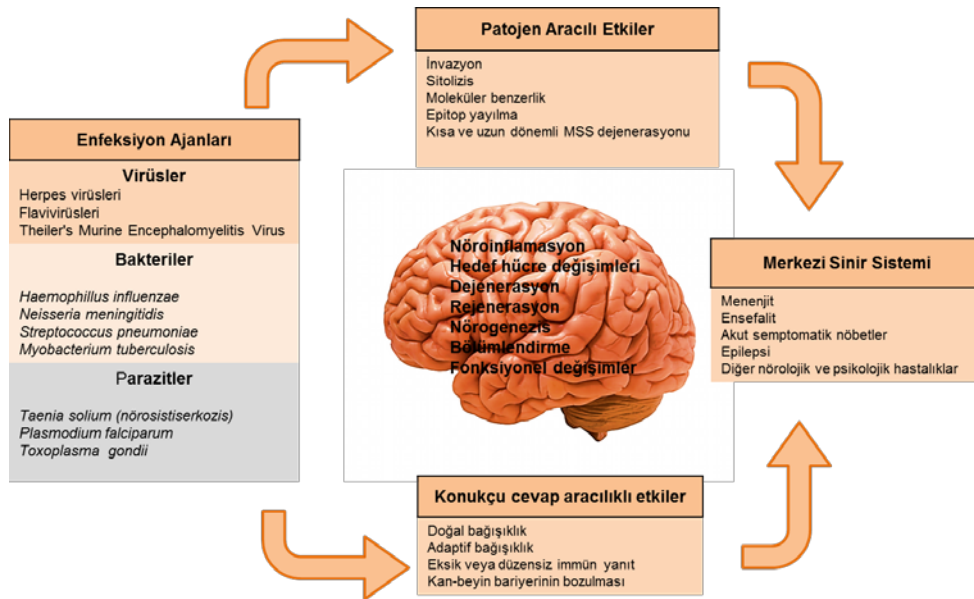 Patojen Aracılı Etkiler
İnvazyon
Sitolizis
Moleküler benzerlik
Epitop yayılma
Kısa ve uzun dönemli MSS dejenerasyonu
Enfeksiyon Ajanları
Virüsler
Herpes virüsleri
Flavivirüsleri
Theiler's Murine Encephalomyelitis Virus
Bakteriler
Haemophillus influenzae
Neisseria meningitidis
Streptococcus pneumoniae
Myobacterium tuberculosis
Parazitler
Taenia solium (nörosistiserkozis)
Plasmodium falciparum
Toxoplasma gondii
Nöroinflamasyon
Hedef hücre değişimleri
Dejenerasyon
Rejenerasyon
Nörogenezis
Bölümlendirme
Fonksiyonel değişimler
Merkezi Sinir Sistemi
Menenjit
Ensefalit
Akut semptomatik nöbetler
Epilepsi
Diğer nörolojik ve psikolojik hastalıklar
Konukçu cevap aracılıklı etkiler
Doğal bağışıklık
Adaptif bağışıklık
Eksik veya düzensiz immün yanıt
Kan-beyin bariyerinin bozulması